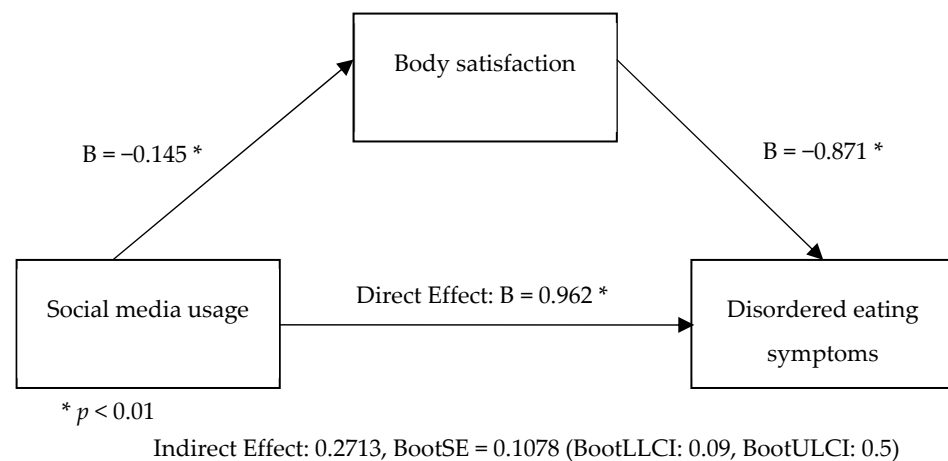 Body satisfaction
B = −0.145 *
B = −0.871 *
Direct Effect: B = 0.962 *
Social media usage
Disordered eating
symptoms
* p < 0.01
Indirect Effect: 0.2713, BootSE = 0.1078 (BootLLCI: 0.09, BootULCI: 0.5)